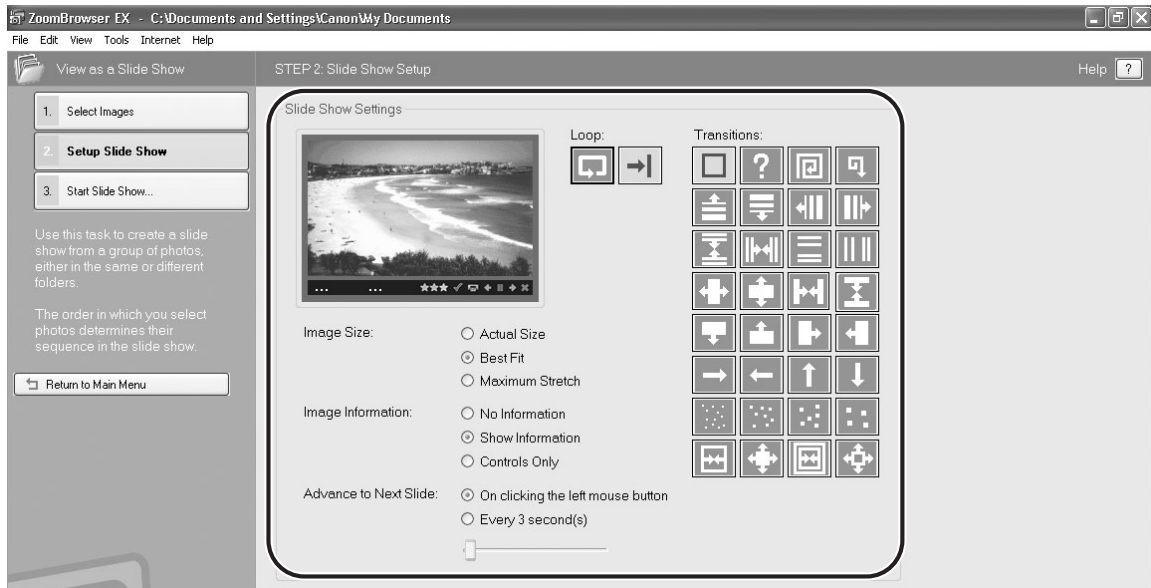 ZoomBrowser EX - C:\Documents and Settings\Canon\My Documents
File Edit View Tools Internet Help
View as a Slide Show
STEP 2: Slide Show Setup
Help ?
1. Select Images
2. Setup Slide Show
3. Start Slide Show...
Use this task to create a slide
show from a group of photos,
either in the same or different
folders.
The order in which you select
photos determines their
sequence in the slide show.
Return to Main Menu
Slide Show Settings
Loop:
Transitions:
?
... ...
Image Size:
Actual Size
Best Fit
Maximum Stretch
Image Information:
No Information
Show Information
Controls Only
Advance to Next Slide:
On clicking the left mouse button
Every 3 second(s)